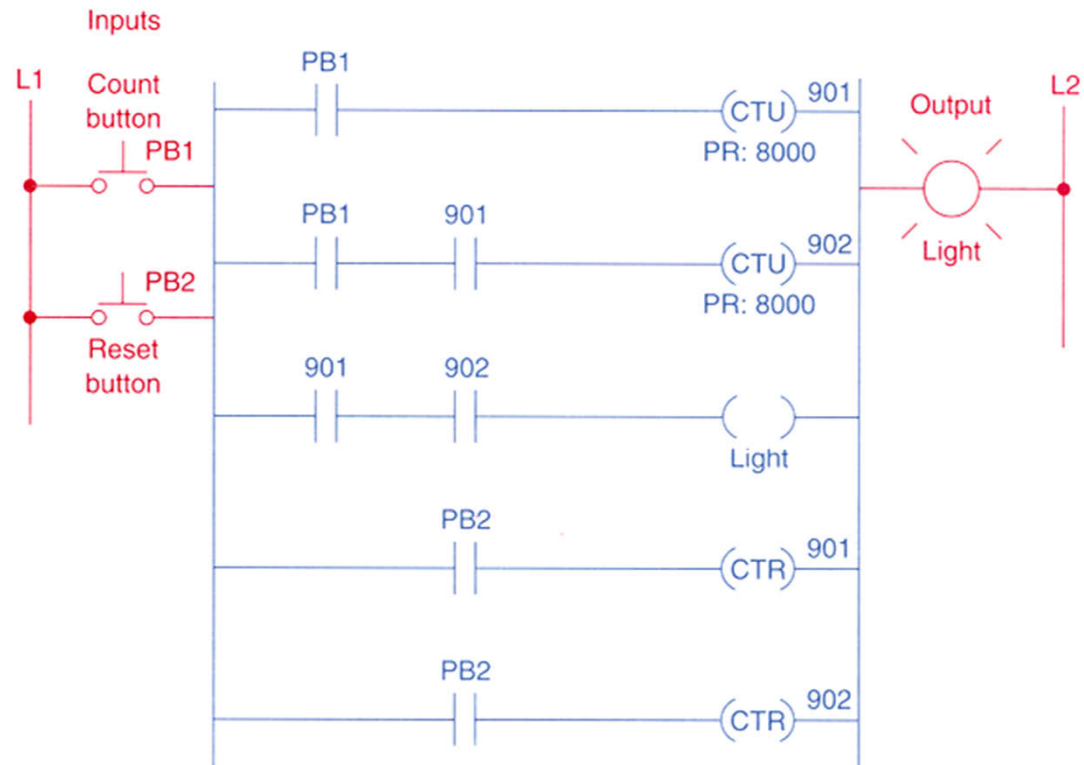 Inputs
L1
Count
button
PB1
PB2
Reset
button
PB1
CTU
901
PR: 8000
PB1
901
CTU
902
PR: 8000
901
902
Light
PB2
CTR
901
PB2
CTR
902
Output
Light
L2